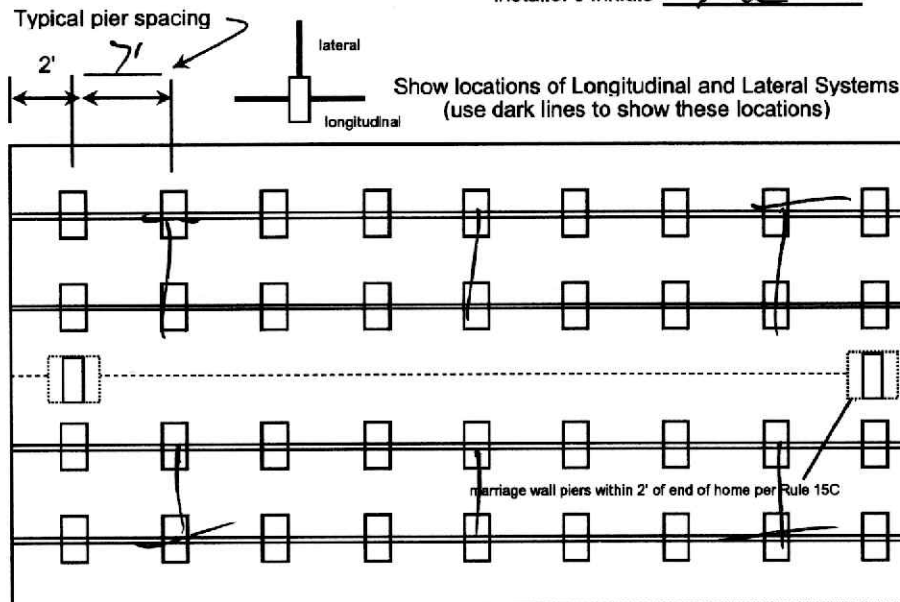 Typical pier spacing
2'
7'
lateral
longitudinal
Show locations of Longitudinal and Lateral Systems
(use dark lines to show these locations)
marriage wall piers within 2' of end of home per Rule 15C